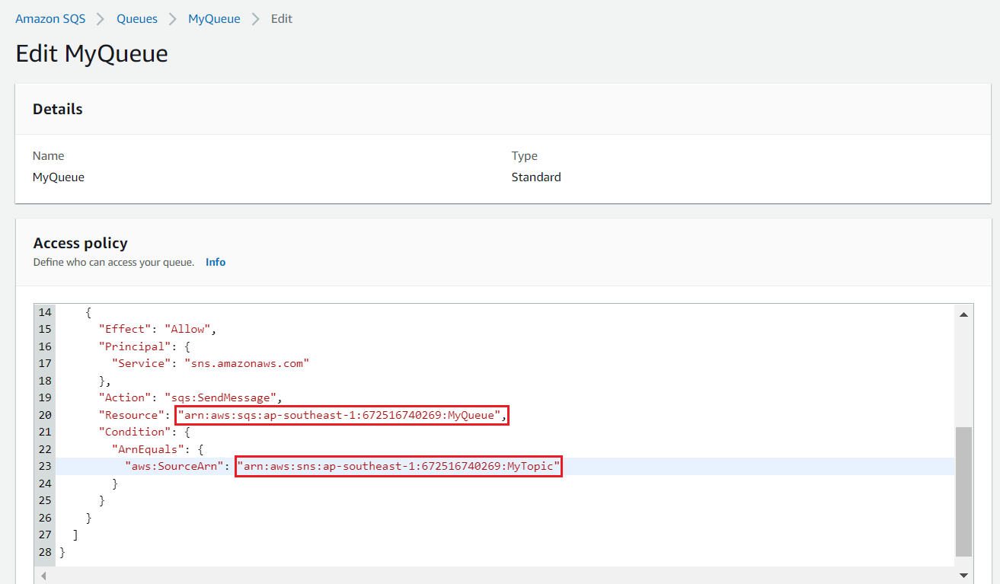 Amazon SQS > Queues > MyQueue > Edit
Edit MyQueue
Details
Name
Type
MyQueue
Standard
Access policy
Define who can access your queue. Info
14 {
15 "Effect": "Allow",
16 "Principal": {
17 "Service": "sns.amazonaws.com"
18 },
19 "Action": "sqs:SendMessage",
20 "Resource": "arn:aws:sqs:ap-southeast-1:672516740269:MyQueue",
21 "Condition": {
22 "ArnEquals": {
23 "aws:SourceArn": "arn:aws:sns:ap-southeast-1:672516740269:MyTopic"
24 }
25 }
26 }
27 ]
28 }